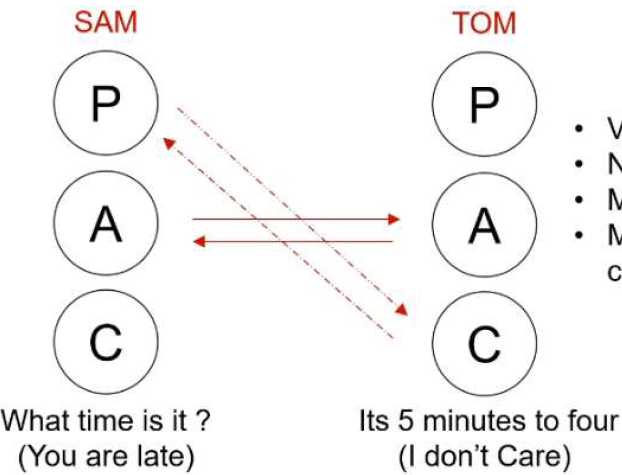 SAM
TOM
P
P
A
A
C
C
What time is it ?
(You are late)
Its 5 minutes to four
(I don't Care)